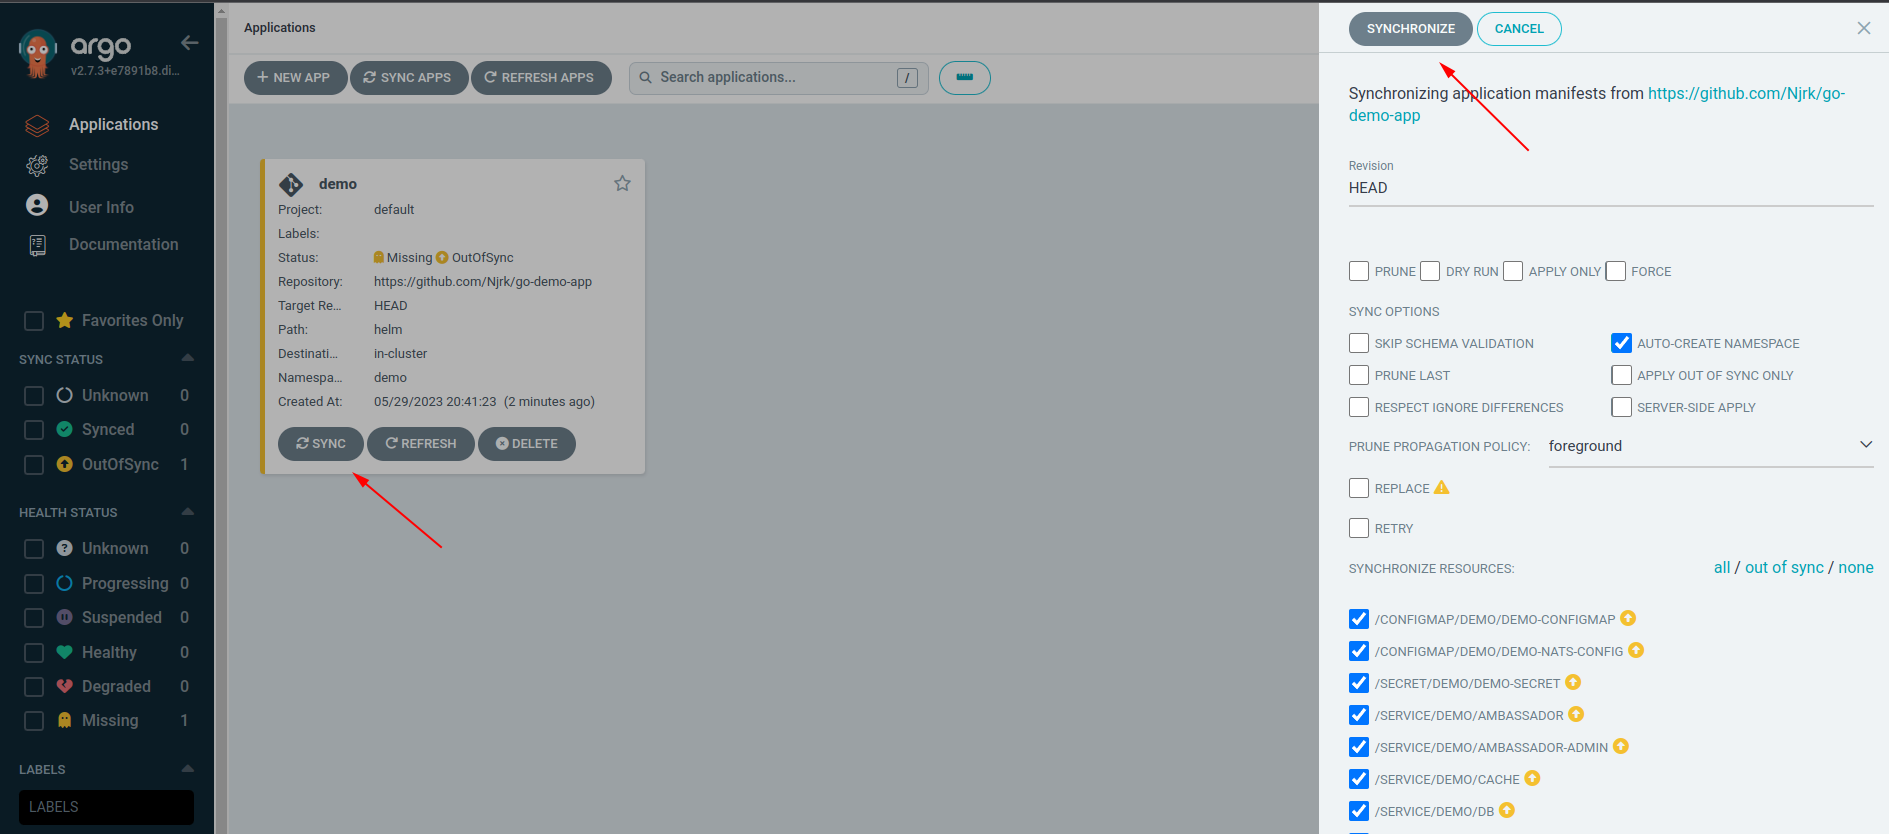 argo
v2.7.3+e7891b8.di...
Applications
Settings
User Info
Documentation
Favorites Only
SYNC STATUS
Unknown 0
Synced 0
OutOfSync 1
HEALTH STATUS
Unknown 0
Progressing 0
Suspended 0
Healthy 0
Degraded 0
Missing 1
LABELS
LABELS
Applications
+ NEW APP SYNC APPS REFRESH APPS Search applications... /
demo
Project: default
Labels:
Status: Missing OutOfSync
Repository: https://github.com/Njrk/go-demo-app
Target Re... HEAD
Path: helm
Destinati... in-cluster
Namespa... demo
Created At: 05/29/2023 20:41:23 (2 minutes ago)
SYNC REFRESH DELETE
SYNCHRONIZE CANCEL
Synchronizing application manifests from https://github.com/Njrk/go-
demo-app
Revision
HEAD
PRUNE DRY RUN APPLY ONLY FORCE
SYNC OPTIONS
SKIP SCHEMA VALIDATION AUTO-CREATE NAMESPACE
PRUNE LAST APPLY OUT OF SYNC ONLY
RESPECT IGNORE DIFFERENCES SERVER-SIDE APPLY
PRUNE PROPAGATION POLICY: foreground
REPLACE
RETRY
SYNCHRONIZE RESOURCES: all / out of sync / none
/CONFIGMAP/DEMO/DEMO-CONFIGMAP
/CONFIGMAP/DEMO/DEMO-NATS-CONFIG
/SECRET/DEMO/DEMO-SECRET
/SERVICE/DEMO/AMBASSADOR
/SERVICE/DEMO/AMBASSADOR-ADMIN
/SERVICE/DEMO/CACHE
/SERVICE/DEMO/DB